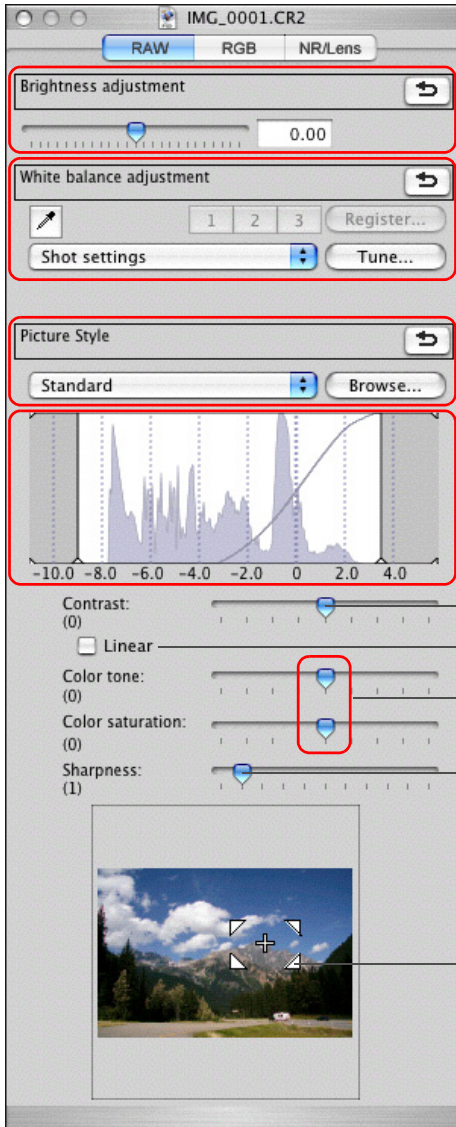 IMG_0001.CR2
RAW RGB NR/Lens
Brightness adjustment
0.00
White balance adjustment
1 2 3 Register...
Shot settings Tune...
Picture Style
Standard Browse...
-10.0 -8.0 -6.0 -4.0 -2.0 0 2.0 4.0
Contrast:
(0)
Linear
Color tone:
(0)
Color saturation:
(0)
Sharpness:
(1)